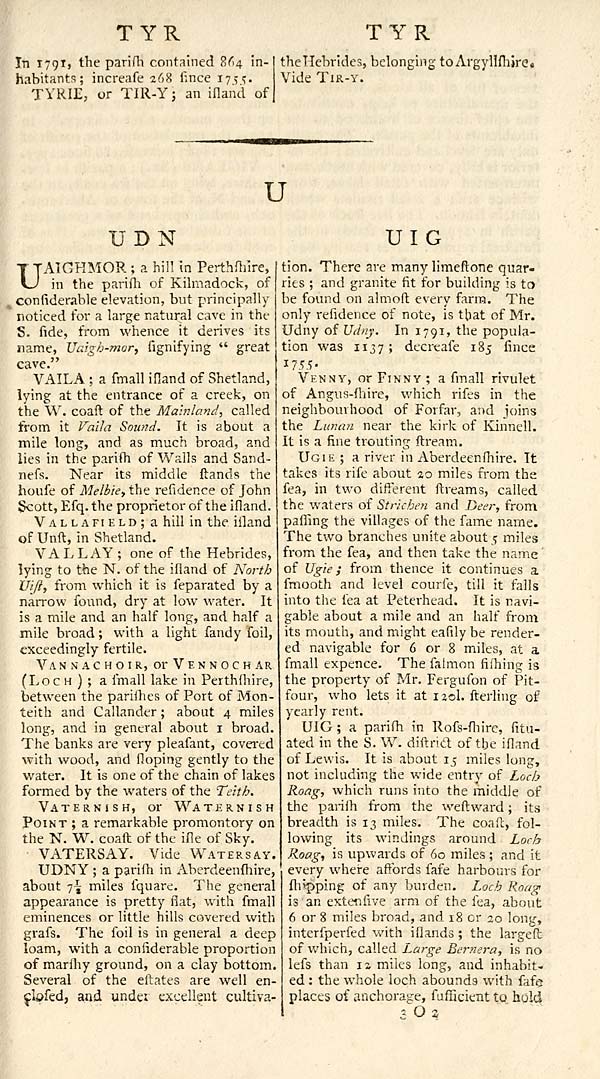 TYR
In 1791, the pariſh contained 864 in-
habitants; increaſe 268 ſince 1755.
TYRIE, or TIR-Y; an iſland of
TYR
the Hebrides, belonging to Argyllſhire.
Vide TIR-Y.
U
UDN
UAIGHMOR; a hill in Perthſhire,
in the pariſh of Kilmadock, of
conſiderable elevation, but principally
noticed for a large natural cave in the
S. ſide, from whence it derives its
name, Uaigh-mor, ſignifying “ great
cave.”
VAILA; a ſmall iſland of Shetland,
lying at the entrance of a creek, on
the W. coaſt of the Mainland, called
from it Vaila Sound. It is about a
mile long, and as much broad, and
lies in the pariſh of Walls and Sand-
neſs. Near its middle ſtands the
houſe of Melbie, the reſidence of John
Scott, Eſq. the proprietor of the iſland.
VALLAFIELD; a hill in the iſland
of Unſt, in Shetland.
VALLAY; one of the Hebrides,
lying to the N. of the iſland of North
Uiſt, from which it is ſeparated by a
narrow ſound, dry at low water. It
is a mile and an half long, and half a
mile broad; with a light ſandy ſoil,
exceedingly fertile.
VANNACHOIR, or VENNOCHAR
(LOCH); a ſmall lake in Perthſhire,
between the pariſhes of Port of Mon-
teith and Callander; about 4 miles
long, and in general about 1 broad.
The banks are very pleaſant, covered
with wood, and ſloping gently to the
water. It is one of the chain of lakes
formed by the waters of the Teith.
VATERNISH, or WATERNISH
POINT; a remarkable promontory on
the N. W. coaſt of the iſle of Sky.
VATERSAY. Vide WATERSAY.
UDNY; a pariſh in Aberdeenſhire,
about 7½ miles ſquare. The general
appearance is pretty flat, with ſmall
eminences or little hills covered with
graſs. The ſoil is in general a deep
loam, with a conſiderable proportion
of marſhy ground, on a clay bottom.
Several of the eſtates are well en-
cloſed, and under excellent cultiva-
UIG
tion. There are many limeſtone quar-
ries; and granite fit for building is to
be found on almoſt every farm. The
only reſidence of note, is that of Mr.
Udny of Udny. In 1791, the popula-
tion was 1137; decreaſe 185 ſince
1755.
VENNY, or FINNY; a ſmall rivulet
of Angus-ſhire, which riſes in the
neighbourhood of Forfar, and joins
the Lunan near the kirk of Kinnell.
It is a fine trouting ſtream.
UGIE; a river in Aberdeenſhire. It
takes its riſe about 20 miles from the
ſea, in two different ſtreams, called
the waters of Strichen and Deer, from
paſſing the villages of the ſame name.
The two branches unite about 5 miles
from the ſea, and then take the name
of Ugie; from thence it continues a
ſmooth and level courſe, till it falls
into the ſea at Peterhead. It is navi-
gable about a mile and an half from
its mouth, and might eaſily be render-
ed navigable for 6 or 8 miles, at a
ſmall expence. The ſalmon fiſhing is
the property of Mr. Ferguſon of Pit-
four, who lets it at 120l. ſterling of
yearly rent.
UIG; a pariſh in Roſs-ſhire, ſitu-
ated in the S. W. diſtrict of the iſland
of Lewis. It is about 15 miles long,
not including the wide entry of Loch
Roag, which runs into the middle of
the pariſh from the weſtward; its
breadth is 13 miles. The coaſt, fol-
lowing its windings around Loch
Roag, is upwards of 60 miles; and it
every where affords ſafe harbours for
ſhipping of any burden. Loch Roag
is an extenſive arm of the ſea, about
6 or 8 miles broad, and 18 or 20 long,
interſperſed with iſlands; the largeſt
of which, called Large Bernera, is no
leſs than 12 miles long, and inhabit-
ed: the whole loch abounds with ſafe
places of anchorage, ſufficient to hold
3 O 2